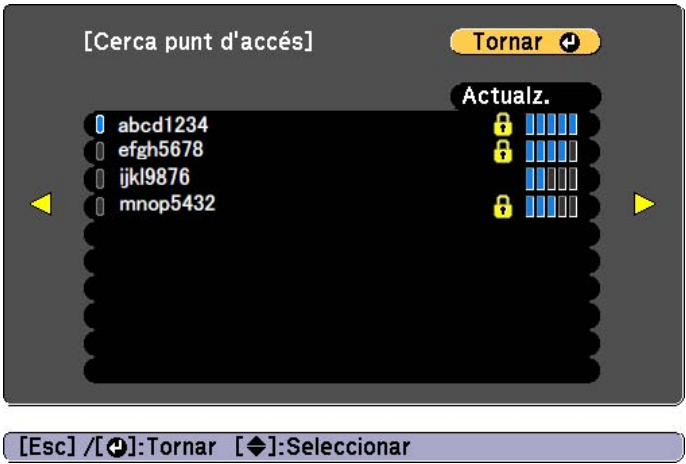 [Cerca punt d'accés]
Tornar
Actualz.
abcd1234
efgh5678
ijkl9876
mnop5432
[Esc] /[⏎]:Tornar [◆]:Seleccionar